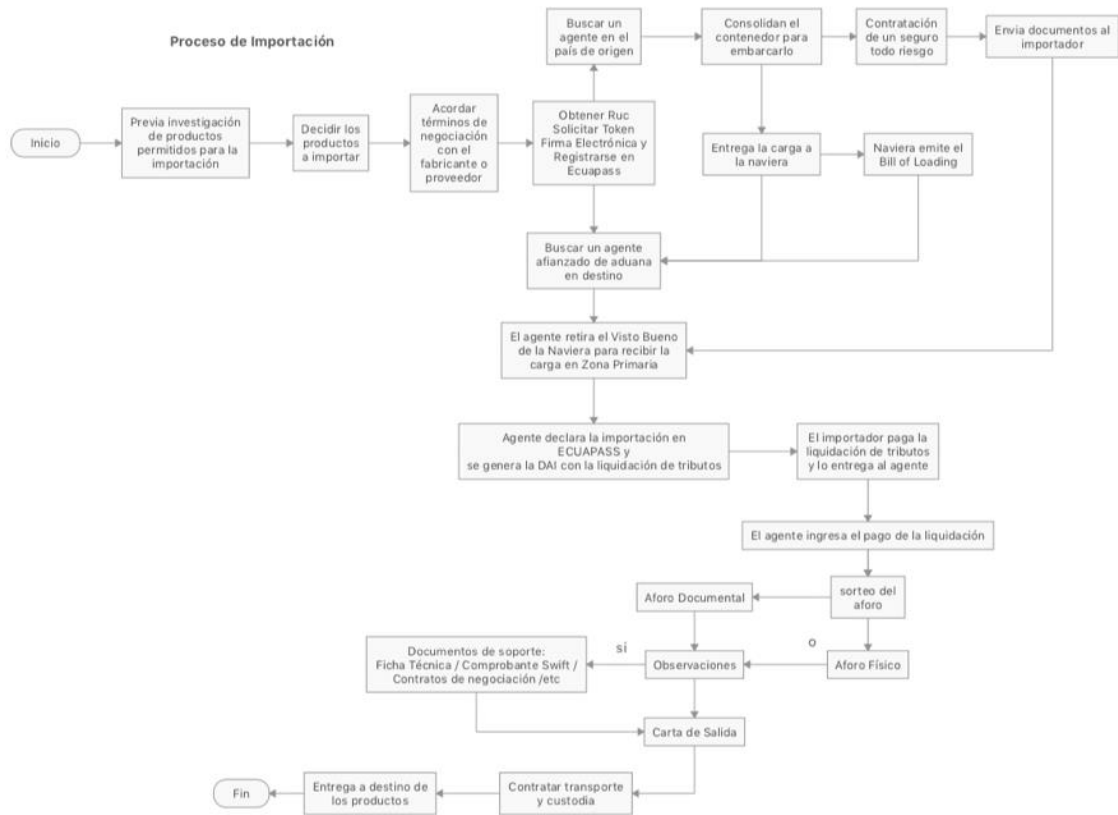 Proceso de Importación
Inicio
Previa investigación
de productos
permitidos para la
importación
Decidir los
productos
a importar
Acordar
términos de
negociación
con el
fabricante o
proveedor
Obtener Ruc
Solicitar Token
Firma Electrónica y
Registrarse en
Ecuapass
Buscar un
agente en el
país de origen
Consolidan el
contenedor para
embarcarlo
Contratación
de un seguro
todo riesgo
Envia documentos al
importador
Entrega la carga a
la naviera
Naviera emite el
Bill of Loading
Buscar un agente
afianzado de aduana
en destino
El agente retira el Visto Bueno
de la Naviera para recibir la
carga en Zona Primaria
Agente declara la importación en
ECUAPASS y
se genera la DAI con la liquidación de tributos
El importador paga la
liquidación de tributos
y lo entrega al agente
El agente ingresa el pago de la liquidación
sorteo del
aforo
Aforo Documental
o
Aforo Físico
Observaciones
si
Documentos de soporte:
Ficha Técnica / Comprobante Swift /
Contratos de negociación /etc
Carta de Salida
Contratar transporte
y custodia
Entrega a destino de
los productos
Fin